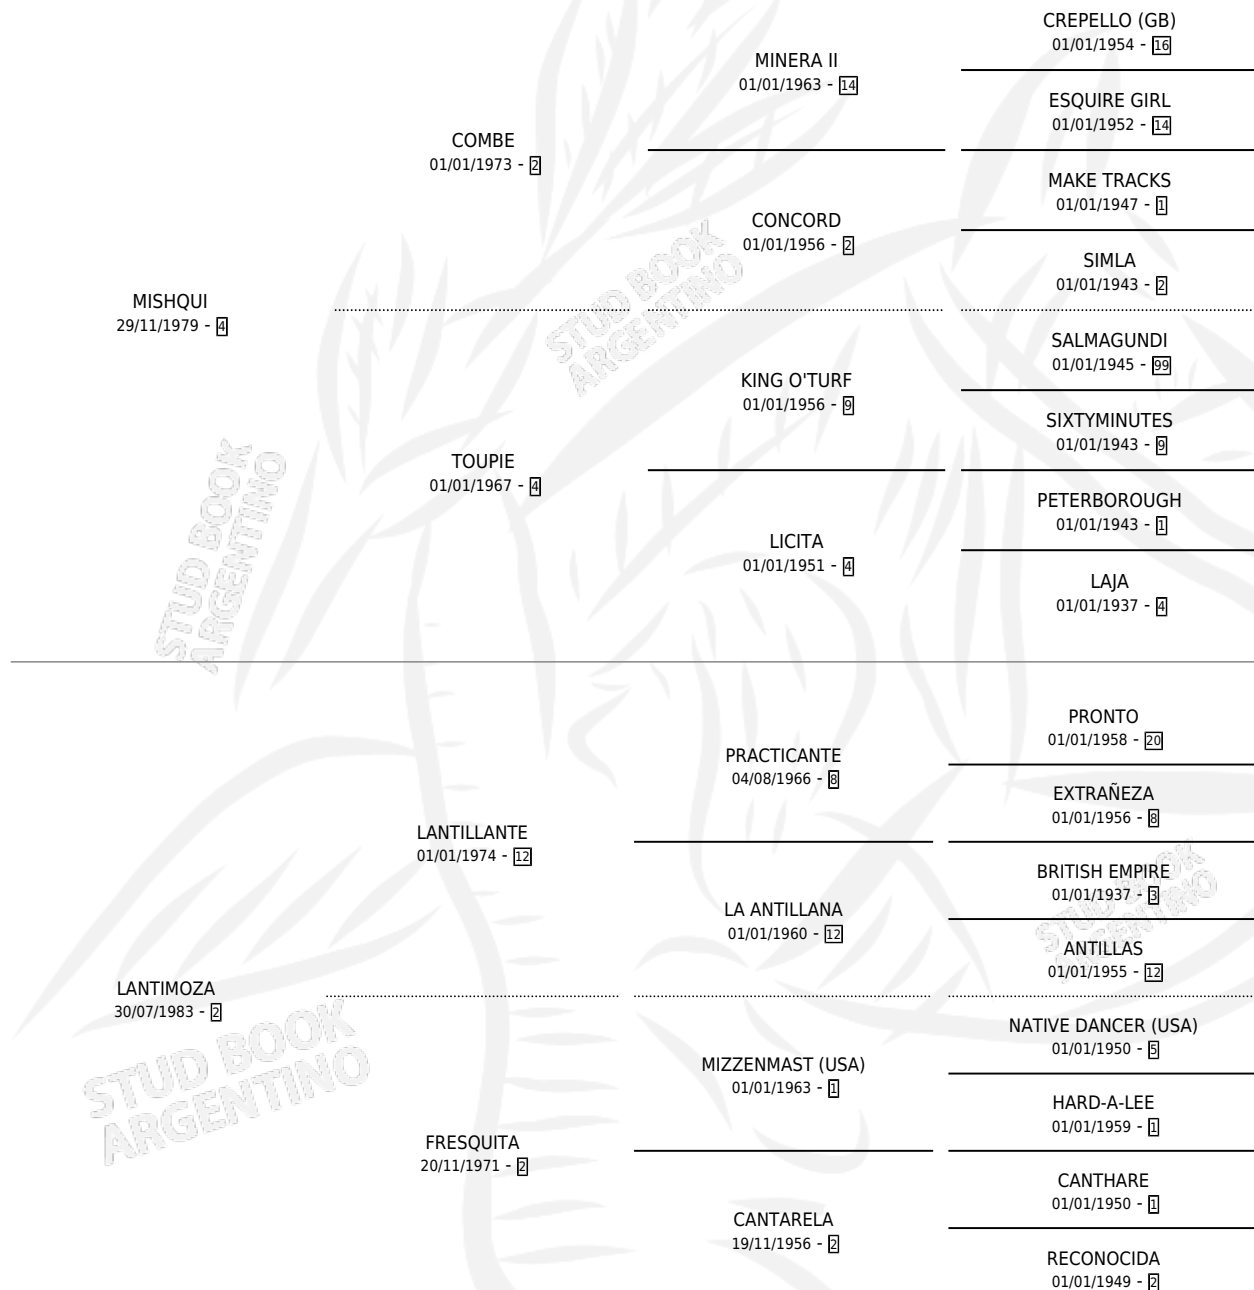 MISHQUI
29/11/1979 - 4
COMBE
01/01/1973 - 2
TOUPIE
01/01/1967 - 4
MINERA II
01/01/1963 - 14
CONCORD
01/01/1956 - 2
KING O'TURF
01/01/1956 - 9
LICITA
01/01/1951 - 4
CREPELLO (GB)
01/01/1954 - 16
ESQUIRE GIRL
01/01/1952 - 14
MAKE TRACKS
01/01/1947 - 1
SIMLA
01/01/1943 - 2
SALMAGUNDI
01/01/1945 - 99
SIXTYMINUTES
01/01/1943 - 9
PETERBOROUGH
01/01/1943 - 1
LAJA
01/01/1937 - 4
LANTIMOZA
30/07/1983 - 2
LANTILLANTE
01/01/1974 - 12
FRESQUITA
20/11/1971 - 2
PRACTICANTE
04/08/1966 - 8
LA ANTILLANA
01/01/1960 - 12
MIZZENMAST (USA)
01/01/1963 - 1
CANTARELA
19/11/1956 - 2
PRONTO
01/01/1958 - 20
EXTRAÑEZA
01/01/1956 - 8
BRITISH EMPIRE
01/01/1937 - 3
ANTILLAS
01/01/1955 - 12
NATIVE DANCER (USA)
01/01/1950 - 5
HARD-A-LEE
01/01/1959 - 1
CANTHARE
01/01/1950 - 1
RECONOCIDA
01/01/1949 - 2
STUD BOOK
ARGENTINO
STUD BOOK
ARGENTINO
STUD BOOK
ARGENTINO
STUD BOOK
ARGENTINO